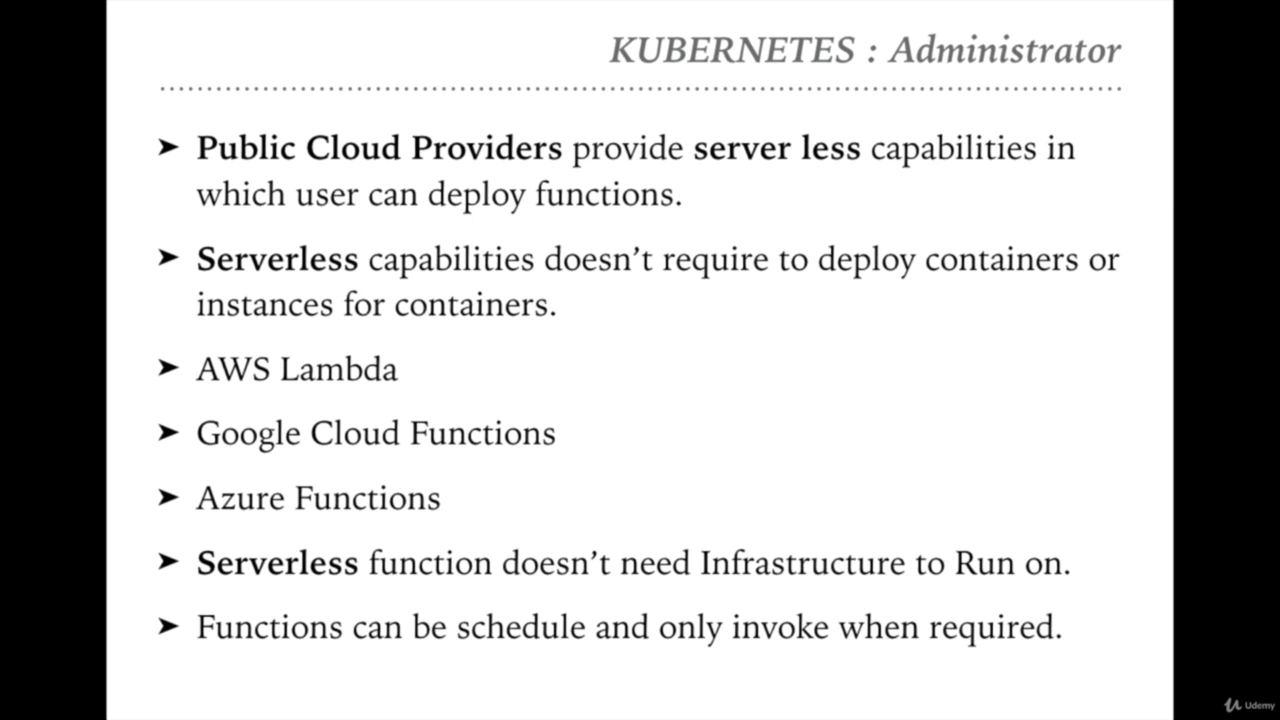 KUBERNETES : Administrator
➤ Public Cloud Providers provide server less capabilities in
which user can deploy functions.
➤ Serverless capabilities doesn’t require to deploy containers or
instances for containers.
➤ AWS Lambda
➤ Google Cloud Functions
➤ Azure Functions
➤ Serverless function doesn’t need Infrastructure to Run on.
➤ Functions can be schedule and only invoke when required.
Udemy